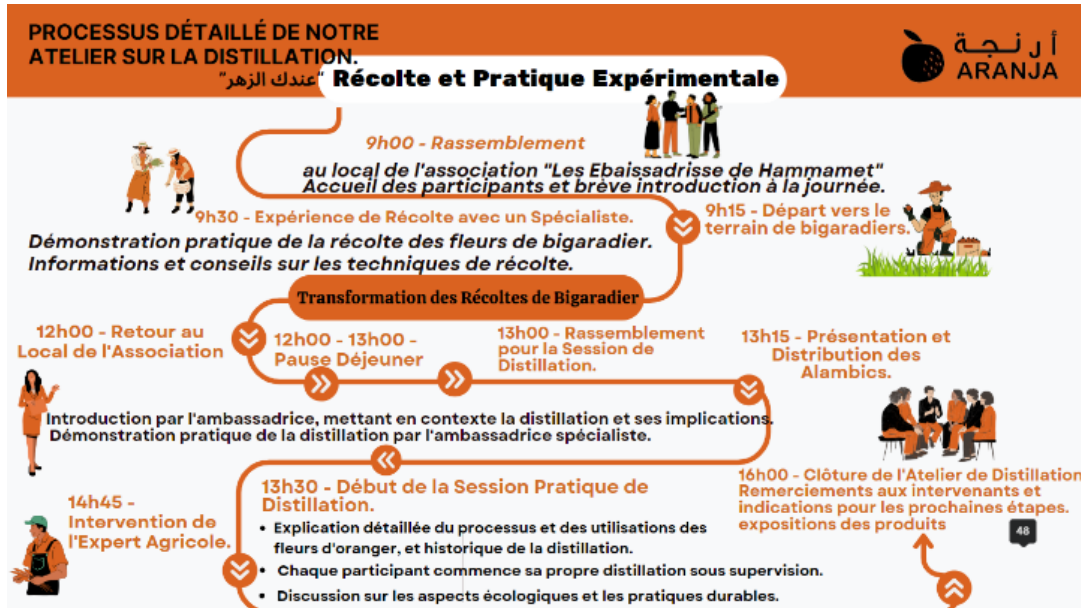 PROCESSUS DÉTAILLÉ DE NOTRE
ATELIER SUR LA DISTILLATION.
"عندك الزهر" Récolte et Pratique Expérimentale
أرنجة
ARANJA
9h00 - Rassemblement
au local de l'association "Les Ebaissadrisse de Hammamet"
Accueil des participants et brève introduction à la journée.
9h15 - Départ vers le
terrain de bigaradiers.
9h30 - Expérience de Récolte avec un Spécialiste.
Démonstration pratique de la récolte des fleurs de bigaradier.
Informations et conseils sur les techniques de récolte.
Transformation des Récoltes de Bigaradier
12h00 - Retour au
Local de l'Association
12h00 - 13h00 -
Pause Déjeuner
13h00 - Rassemblement
pour la Session de
Distillation.
13h15 - Présentation et
Distribution des
Alambics.
Introduction par l'ambassadrice, mettant en contexte la distillation et ses implications.
Démonstration pratique de la distillation par l'ambassadrice spécialiste.
13h30 - Début de la Session Pratique de
Distillation.
• Explication détaillée du processus et des utilisations des
fleurs d'oranger, et historique de la distillation.
• Chaque participant commence sa propre distillation sous supervision.
• Discussion sur les aspects écologiques et les pratiques durables.
14h45 -
Intervention de
l'Expert Agricole.
16h00 - Clôture de l'Atelier de Distillation
Remerciements aux intervenants et
indications pour les prochaines étapes.
expositions des produits
48